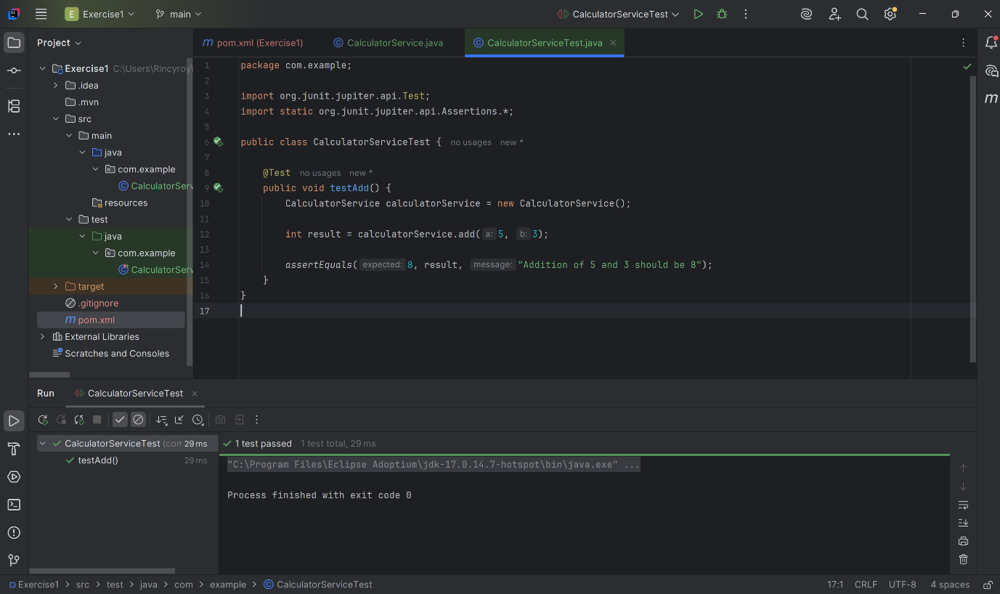 E Exercise1 main CalculatorServiceTest
Project
m pom.xml (Exercise1) CalculatorService.java CalculatorServiceTest.java
Exercise1 C:\Users\Rincyroy\
.idea
.mvn
src
main
java
com.example
CalculatorServ
resources
test
java
com.example
CalculatorServ
target
.gitignore
m pom.xml
External Libraries
Scratches and Consoles
1 package com.example;
2
3 import org.junit.jupiter.api.Test;
4 import static org.junit.jupiter.api.Assertions.*;
5
6 public class CalculatorServiceTest { no usages new *
7
8 @Test no usages new *
9 public void testAdd() {
10 CalculatorService calculatorService = new CalculatorService();
11
12 int result = calculatorService.add( a: 5, b: 3);
13
14 assertEquals( expected: 8, result, message: "Addition of 5 and 3 should be 8");
15 }
16 }
17
m
Run CalculatorServiceTest
CalculatorServiceTest (com 29 ms
testAdd() 29 ms
1 test passed 1 test total, 29 ms
"C:\Program Files\Eclipse Adoptium\jdk-17.0.14.7-hotspot\bin\java.exe" ...
Process finished with exit code 0
Exercise1 > src > test > java > com > example > CalculatorServiceTest
17:1 CRLF UTF-8 4 spaces